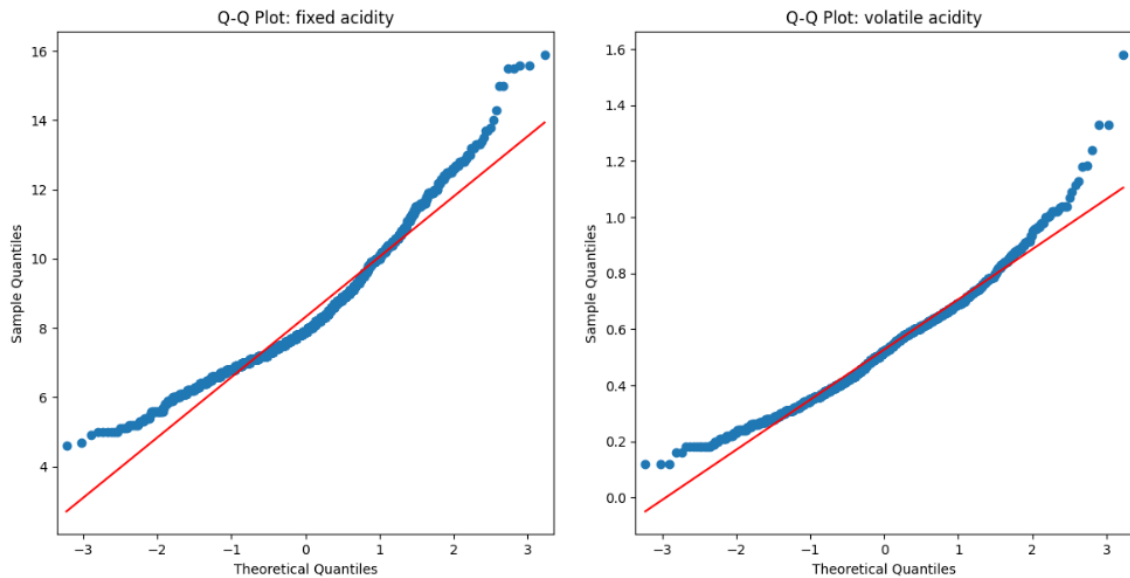 Q-Q Plot: fixed acidity
16
14
12
10
8
6
4
Sample Quantiles
−3 −2 −1 0 1 2 3
Theoretical Quantiles
Q-Q Plot: volatile acidity
1.6
1.4
1.2
1.0
0.8
0.6
0.4
0.2
0.0
Sample Quantiles
−3 −2 −1 0 1 2 3
Theoretical Quantiles